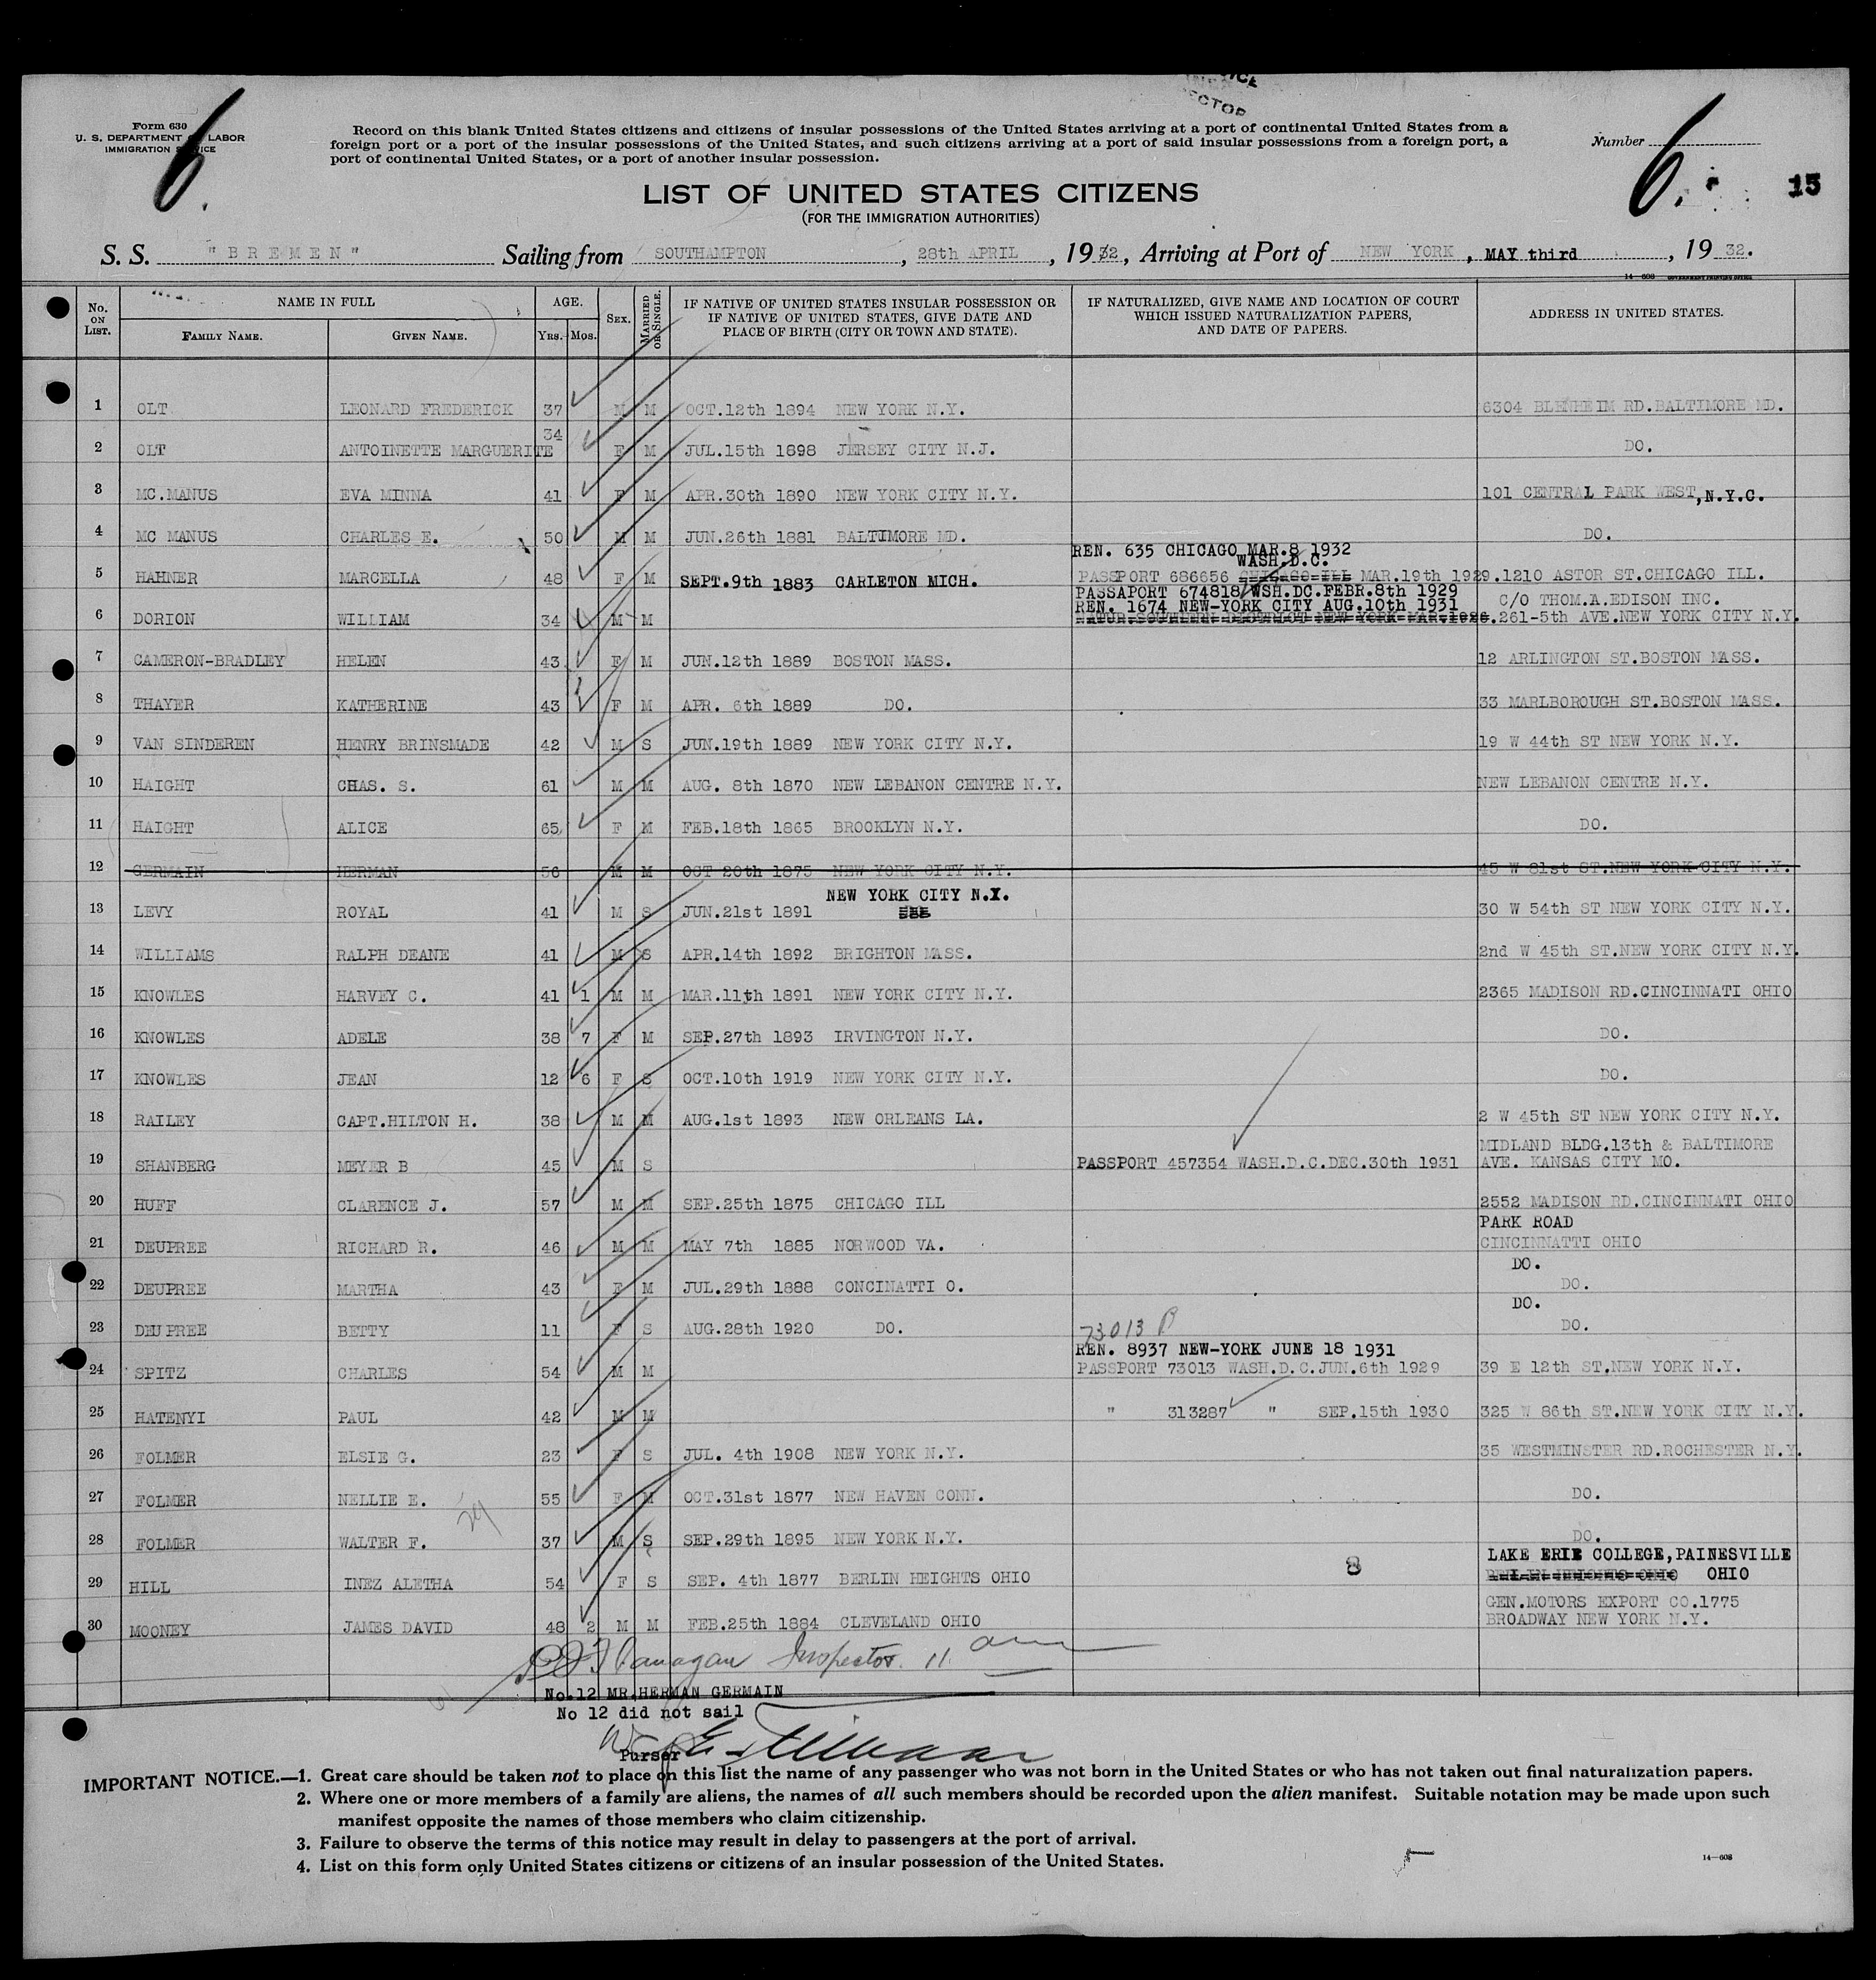 Form 630
U. S. DEPARTMENT OF LABOR
IMMIGRATION SERVICE
6.
Record on this blank United States citizens and citizens of insular possessions of the United States arriving at a port of continental United States from a
foreign port or a port of the insular possessions of the United States, and such citizens arriving at a port of said insular possessions from a foreign port, a
port of continental United States, or a port of another insular possession.
Number
6.
15
LIST OF UNITED STATES CITIZENS
(FOR THE IMMIGRATION AUTHORITIES)
S. S. "BREMEN" Sailing from SOUTHAMPTON, 28th APRIL, 1932, Arriving at Port of NEW YORK, MAY third, 1932.
14—608 GOVERNMENT PRINTING OFFICE
No. ON LIST. NAME IN FULL FAMILY NAME. GIVEN NAME. AGE. YRS. MOS. SEX. MARRIED OR SINGLE. IF NATIVE OF UNITED STATES INSULAR POSSESSION OR IF NATIVE OF UNITED STATES, GIVE DATE AND PLACE OF BIRTH (CITY OR TOWN AND STATE). IF NATURALIZED, GIVE NAME AND LOCATION OF COURT WHICH ISSUED NATURALIZATION PAPERS, AND DATE OF PAPERS. ADDRESS IN UNITED STATES.
1 OLT LEONARD FREDERICK 37 M M OCT.12th 1894 NEW YORK N.Y. 6304 BLENHEIM RD.BALTIMORE MD.
2 OLT ANTOINETTE MARGUERITE 34 F M JUL.15th 1898 JERSEY CITY N.J. DO.
3 MC.MANUS EVA MINNA 41 F M APR.30th 1890 NEW YORK CITY N.Y. 101 CENTRAL PARK WEST,N.Y.C.
4 MC MANUS CHARLES E. 50 M M JUN.26th 1881 BALTIMORE MD. DO.
REN. 635 CHICAGO MAR.8 1932
WASH.D.C.
5 HAHNER MARCELLA 48 F M SEPT.9th 1883 CARLETON MICH. PASSPORT 686656 CHICAGO ILL MAR.19th 1929. 1210 ASTOR ST.CHICAGO ILL.
PASSAPORT 674818 WSH.DC.FEBR.8th 1929
REN. 1674 NEW-YORK CITY AUG.10th 1931 C/O THOM.A.EDISON INC.
6 DORION WILLIAM 34 M M NATUR.SOUTHERN DISTRICT NEW YORK MAR.1926. 261-5th AVE.NEW YORK CITY N.Y.
7 CAMERON-BRADLEY HELEN 43 F M JUN.12th 1889 BOSTON MASS. 12 ARLINGTON ST.BOSTON MASS.
8 THAYER KATHERINE 43 F M APR. 6th 1889 DO. 33 MARLBOROUGH ST.BOSTON MASS.
9 VAN SINDEREN HENRY BRINSMADE 42 M S JUN.19th 1889 NEW YORK CITY N.Y. 19 W 44th ST NEW YORK N.Y.
10 HAIGHT CHAS. S. 61 M M AUG. 8th 1870 NEW LEBANON CENTRE N.Y. NEW LEBANON CENTRE N.Y.
11 HAIGHT ALICE 65 F M FEB.18th 1865 BROOKLYN N.Y. DO.
12 GERMAIN HERMAN 56 M M OCT 20th 1875 NEW YORK CITY N.Y. 45 W 81st ST.NEW YORK CITY N.Y.
NEW YORK CITY N.Y.
13 LEVY ROYAL 41 M S JUN.21st 1891 30 W 54th ST NEW YORK CITY N.Y.
14 WILLIAMS RALPH DEANE 41 M S APR.14th 1892 BRIGHTON MASS. 2nd W 45th ST.NEW YORK CITY N.Y.
15 KNOWLES HARVEY C. 41 1 M M MAR.11th 1891 NEW YORK CITY N.Y. 2365 MADISON RD.CINCINNATI OHIO
16 KNOWLES ADELE 38 7 F M SEP.27th 1893 IRVINGTON N.Y. DO.
17 KNOWLES JEAN 12 6 F S OCT.10th 1919 NEW YORK CITY N.Y. DO.
18 RAILEY CAPT.HILTON H. 38 M M AUG.1st 1893 NEW ORLEANS LA. 2 W 45th ST NEW YORK CITY N.Y.
MIDLAND BLDG.13th & BALTIMORE
19 SHANBERG MEYER B 45 M S PASSPORT 457354 WASH.D.C.DEC.30th 1931 AVE. KANSAS CITY MO.
20 HUFF CLARENCE J. 57 M M SEP.25th 1875 CHICAGO ILL 2552 MADISON RD.CINCINNATI OHIO
PARK ROAD
21 DEUPREE RICHARD R. 46 M M MAY 7th 1885 NORWOOD VA. CINCINNATTI OHIO
DO.
22 DEUPREE MARTHA 43 F M JUL.29th 1888 CONCINATTI O. DO.
DO.
23 DEUPREE BETTY 11 F S AUG.28th 1920 DO. DO.
73013 B
REN. 8937 NEW-YORK JUNE 18 1931
24 SPITZ CHARLES 54 M M PASSPORT 73013 WASH.D.C.JUN.6th 1929 39 E 12th ST.NEW YORK N.Y.
25 HATENYI PAUL 42 M M " 313287 " SEP.15th 1930 325 W 86th ST.NEW YORK CITY N.Y.
26 FOLMER ELSIE G. 23 F S JUL. 4th 1908 NEW YORK N.Y. 35 WESTMINSTER RD.ROCHESTER N.Y.
27 FOLMER NELLIE E. 55 F M OCT.31st 1877 NEW HAVEN CONN. DO.
29
28 FOLMER WALTER F. 37 M S SEP.29th 1895 NEW YORK N.Y. DO.
LAKE ERIE COLLEGE,PAINESVILLE
29 HILL INEZ ALETHA 54 F S SEP. 4th 1877 BERLIN HEIGHTS OHIO 8 BERLIN HEIGHTS OHIO OHIO
GEN.MOTORS EXPORT CO.1775
30 MOONEY JAMES DAVID 48 2 M M FEB.25th 1884 CLEVELAND OHIO BROADWAY NEW YORK N.Y.
Flanagan Inspector. 11 am
No.12 MR.HERMAN GERMAIN
No 12 did not sail
Purser
IMPORTANT NOTICE.—1. Great care should be taken not to place on this list the name of any passenger who was not born in the United States or who has not taken out final naturalization papers.
2. Where one or more members of a family are aliens, the names of all such members should be recorded upon the alien manifest. Suitable notation may be made upon such
manifest opposite the names of those members who claim citizenship.
3. Failure to observe the terms of this notice may result in delay to passengers at the port of arrival.
4. List on this form only United States citizens or citizens of an insular possession of the United States.
14—608